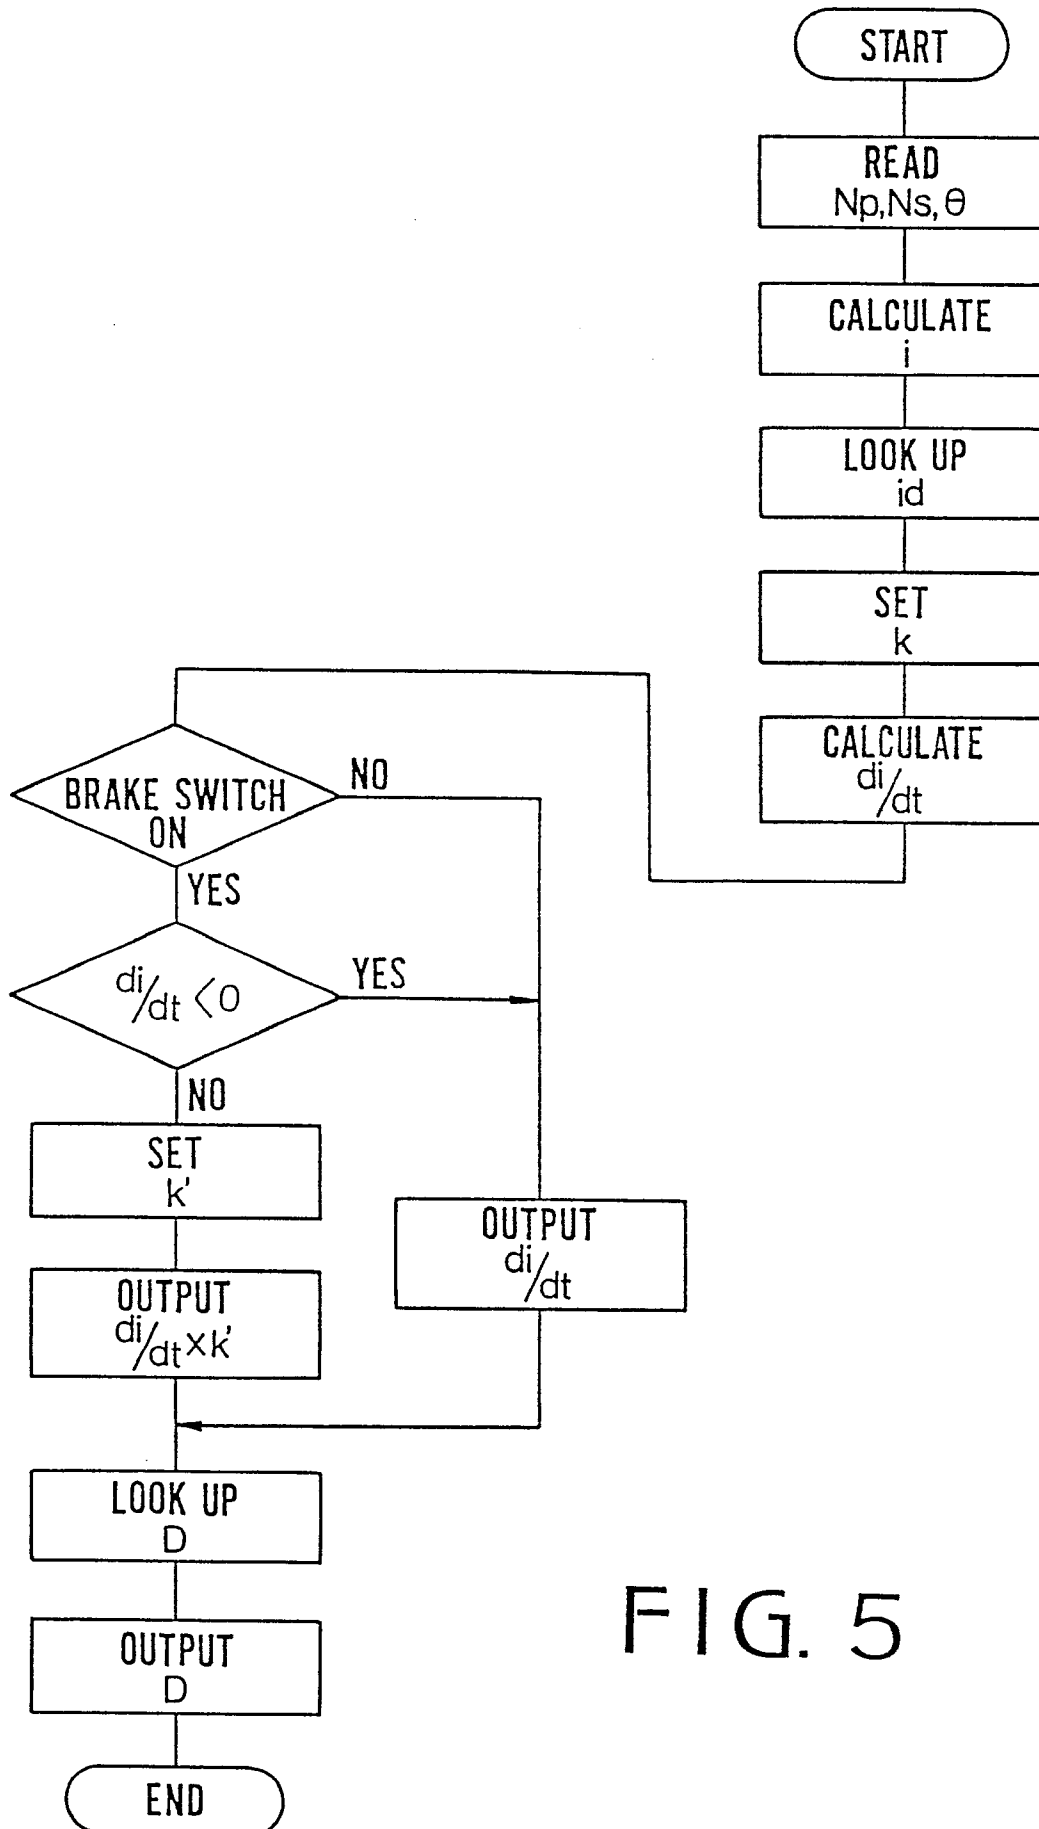 START
READ
Np,Ns,θ
CALCULATE
i
LOOK UP
id
SET
k
CALCULATE
di/dt
BRAKE SWITCH
ON
NO
YES
di/dt <0
YES
NO
SET
k'
OUTPUT
di/dt
OUTPUT
di/dt×k'
LOOK UP
D
OUTPUT
D
END
FIG. 5